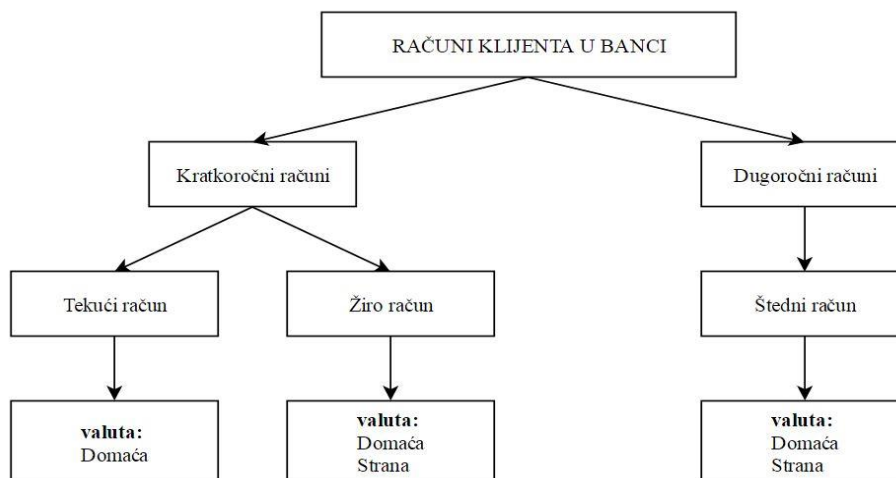 RAČUNI KLIJENTA U BANCI
Kratkoročni računi
Dugoročni računi
Tekući račun
Žiro račun
Štedni račun
valuta:
Domaća
valuta:
Domaća
Strana
valuta:
Domaća
Strana